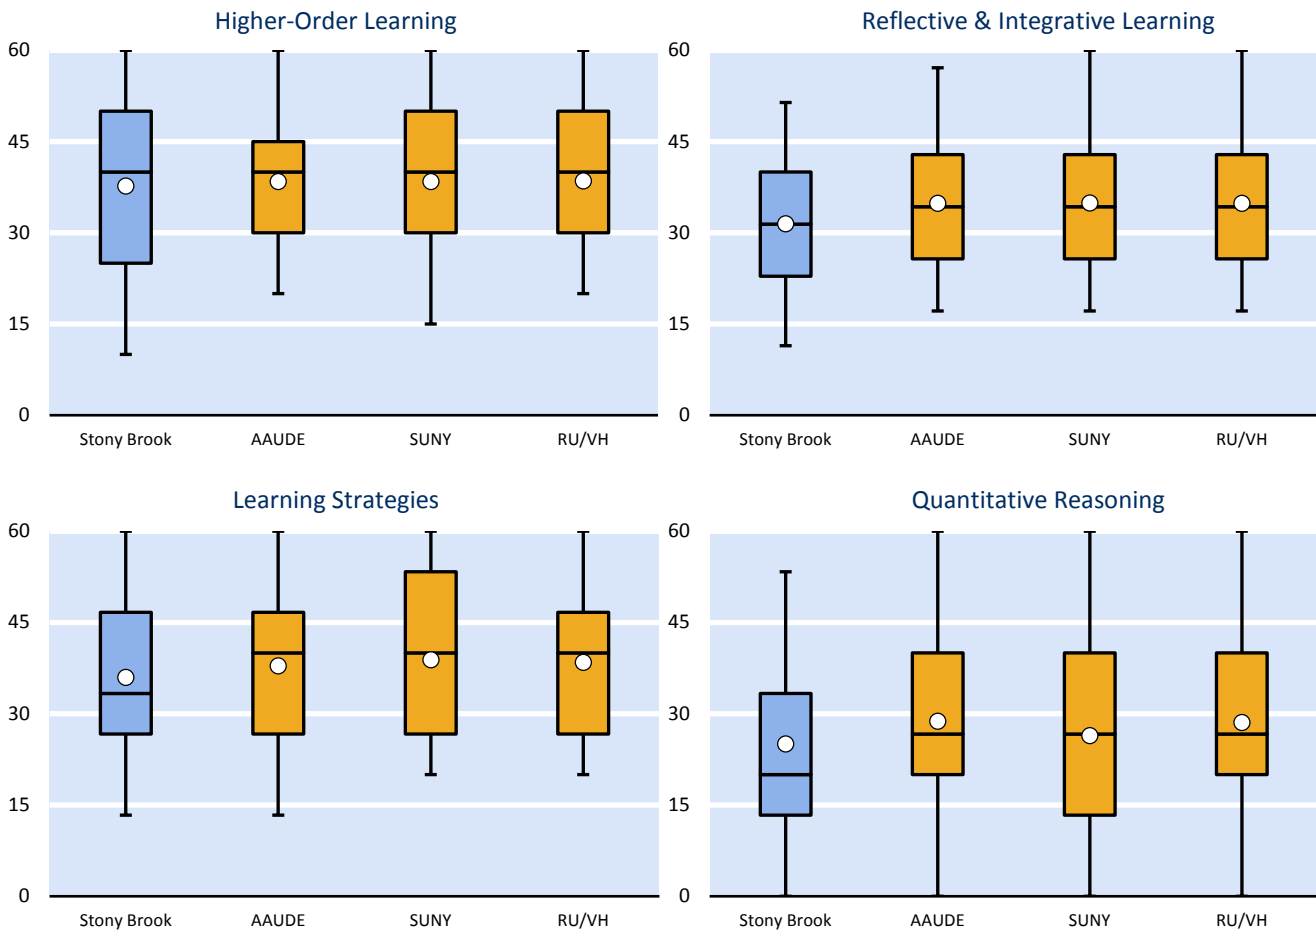 Higher-Order Learning
60
45
30
15
0
Stony Brook AAUDE SUNY RU/VH
Reflective & Integrative Learning
60
45
30
15
0
Stony Brook AAUDE SUNY RU/VH
Learning Strategies
60
45
30
15
0
Stony Brook AAUDE SUNY RU/VH
Quantitative Reasoning
60
45
30
15
0
Stony Brook AAUDE SUNY RU/VH